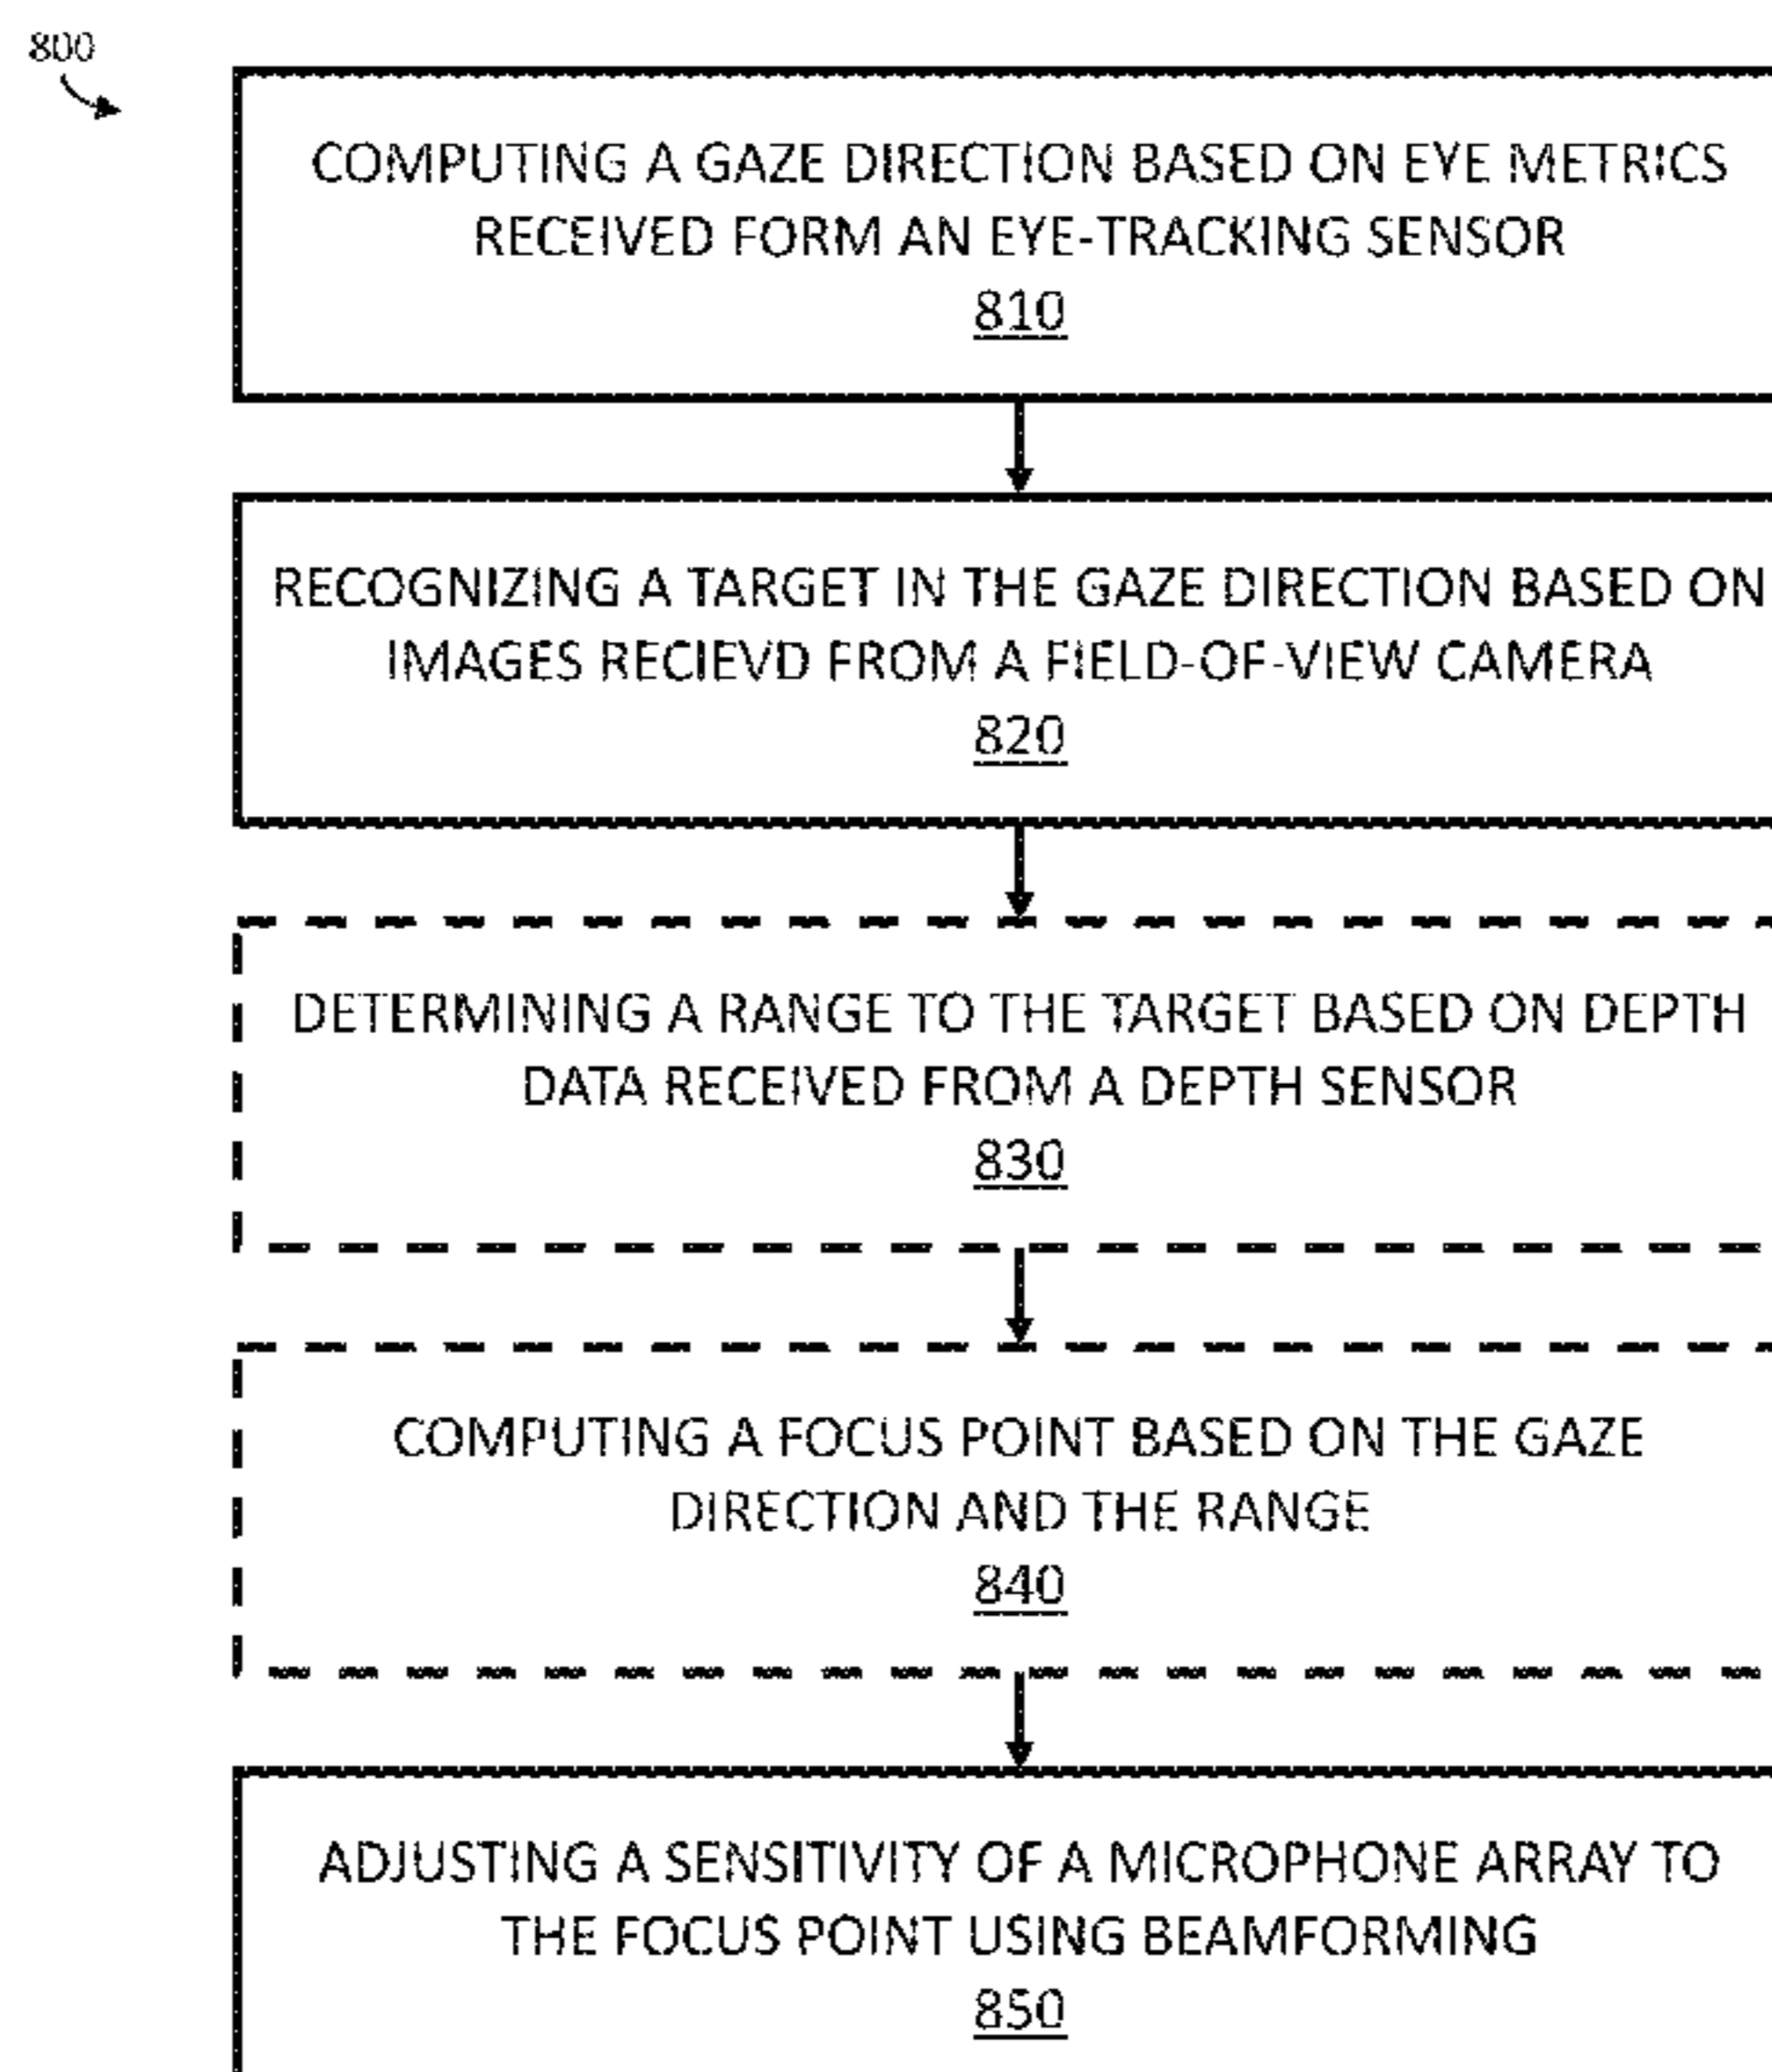 800
COMPUTING A GAZE DIRECTION BASED ON EYE METRICS
RECEIVED FORM AN EYE-TRACKING SENSOR
810
RECOGNIZING A TARGET IN THE GAZE DIRECTION BASED ON
IMAGES RECIEVD FROM A FIELD-OF-VIEW CAMERA
820
DETERMINING A RANGE TO THE TARGET BASED ON DEPTH
DATA RECEIVED FROM A DEPTH SENSOR
830
COMPUTING A FOCUS POINT BASED ON THE GAZE
DIRECTION AND THE RANGE
840
ADJUSTING A SENSITIVITY OF A MICROPHONE ARRAY TO
THE FOCUS POINT USING BEAMFORMING
850